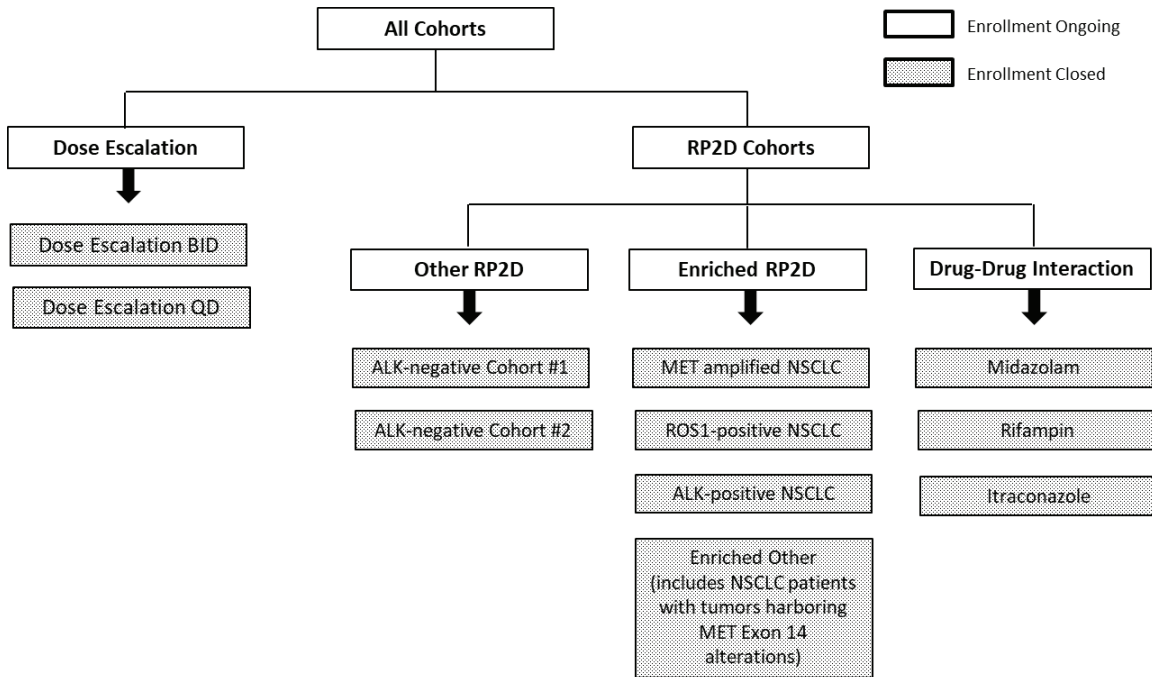 All Cohorts
Enrollment Ongoing
Enrollment Closed
Dose Escalation
RP2D Cohorts
Dose Escalation BID
Dose Escalation QD
Other RP2D
Enriched RP2D
Drug-Drug Interaction
ALK-negative Cohort #1
MET amplified NSCLC
Midazolam
ALK-negative Cohort #2
ROS1-positive NSCLC
Rifampin
ALK-positive NSCLC
Itraconazole
Enriched Other
(includes NSCLC patients
with tumors harboring
MET Exon 14
alterations)